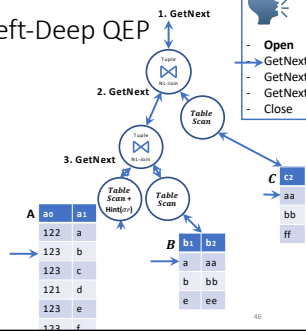 eft-Deep QEP
1. GetNext
- Open
GetNext
- GetNext
- GetNext
- Close
Tuple
NL-Join
2. GetNext
Table
Scan
Tuple
NL-Join
3. GetNext
Table
Scan +
Table
Scan
C c2
aa
bb
ff
A a0 a1
122 a
123 b
123 c
121 d
123 e
123 f
B b1 b2
a aa
b bb
e ee
46